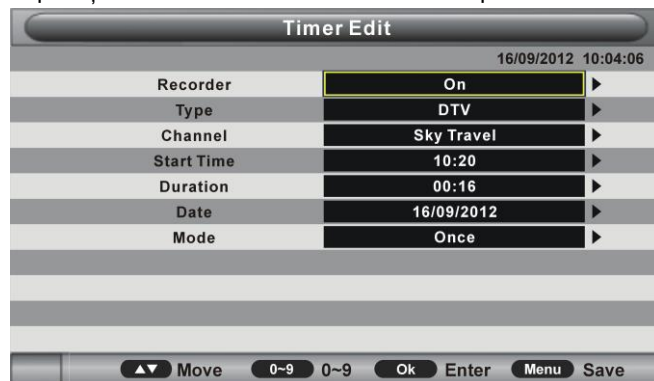 Timer Edit
16/09/2012 10:04:06
Recorder On
Type DTV
Channel Sky Travel
Start Time 10:20
Duration 00:16
Date 16/09/2012
Mode Once
Move 0~9 0~9 Ok Enter Menu Save